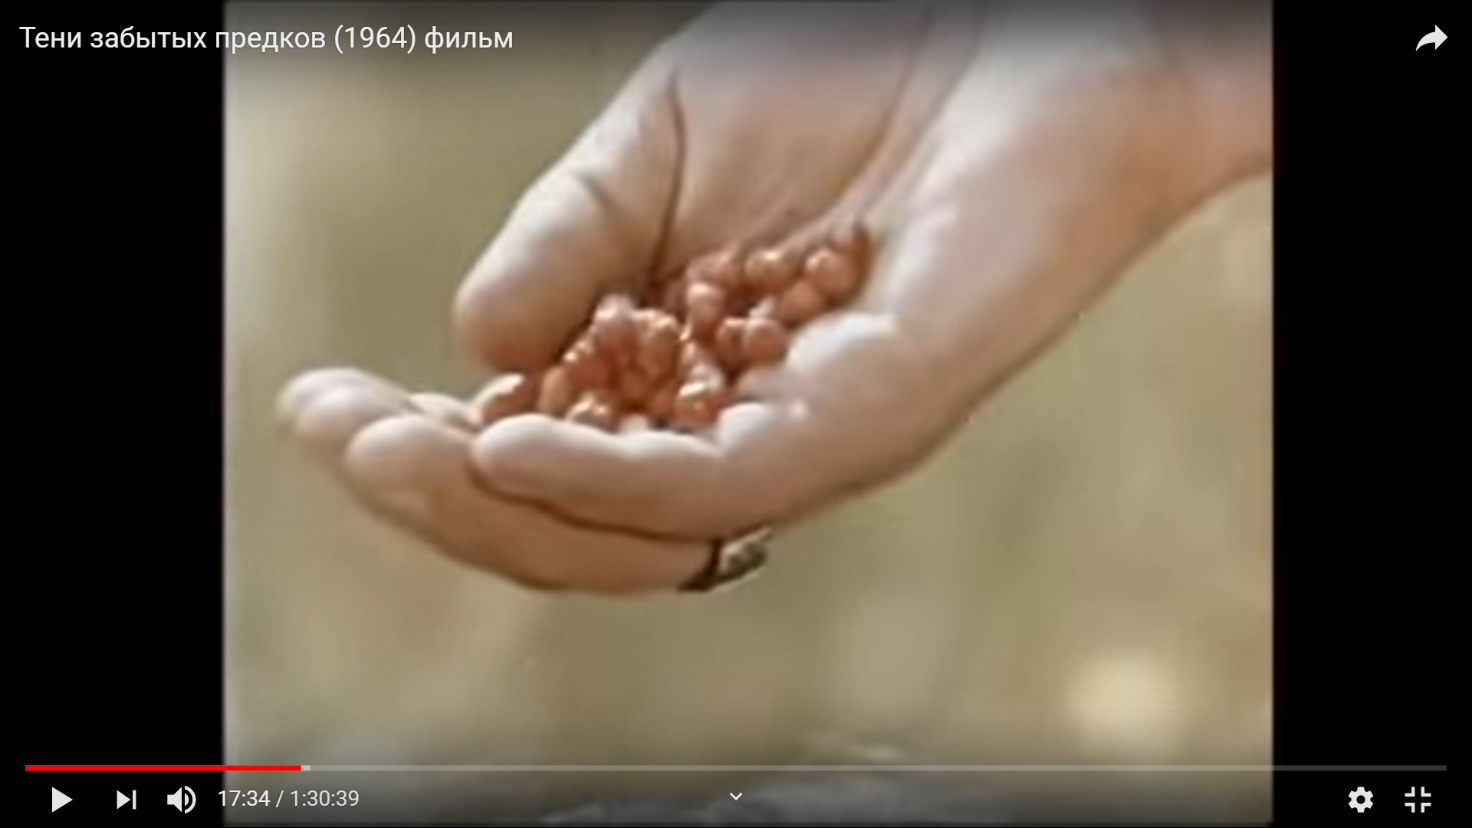 Тени забытых предков (1964) фильм
17:34 / 1:30:39